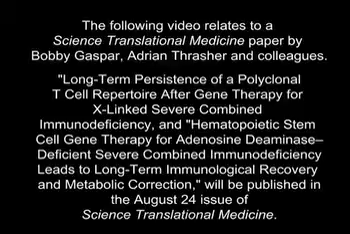 The following video relates to a
Science Translational Medicine paper by
Bobby Gaspar, Adrian Thrasher and colleagues.
"Long-Term Persistence of a Polyclonal
T Cell Repertoire After Gene Therapy for
X-Linked Severe Combined
Immunodeficiency, and "Hematopoietic Stem
Cell Gene Therapy for Adenosine Deaminase–
Deficient Severe Combined Immunodeficiency
Leads to Long-Term Immunological Recovery
and Metabolic Correction," will be published in
the August 24 issue of
Science Translational Medicine.